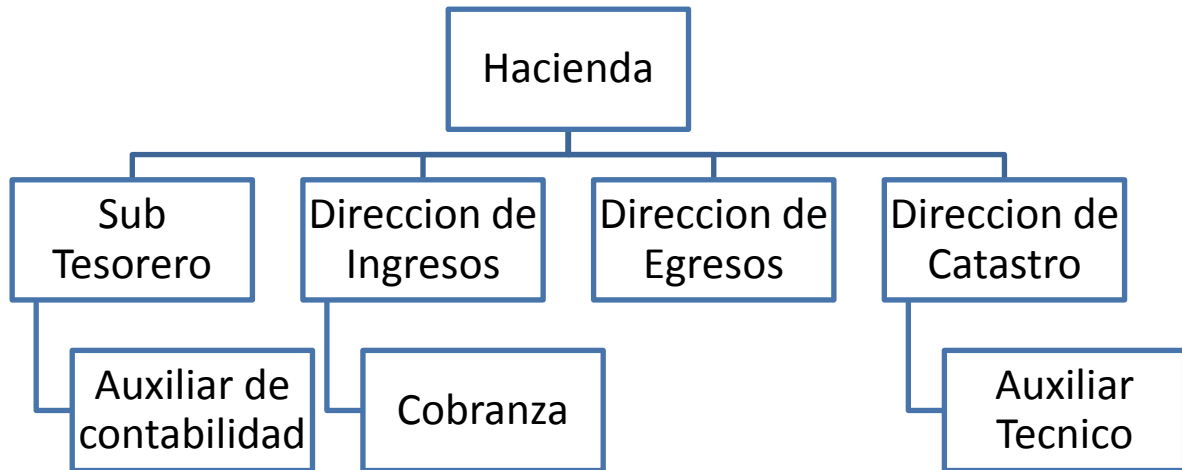 Hacienda
Sub
Tesorero
Direccion de
Ingresos
Direccion de
Egresos
Direccion de
Catastro
Auxiliar de
contabilidad
Cobranza
Auxiliar
Tecnico